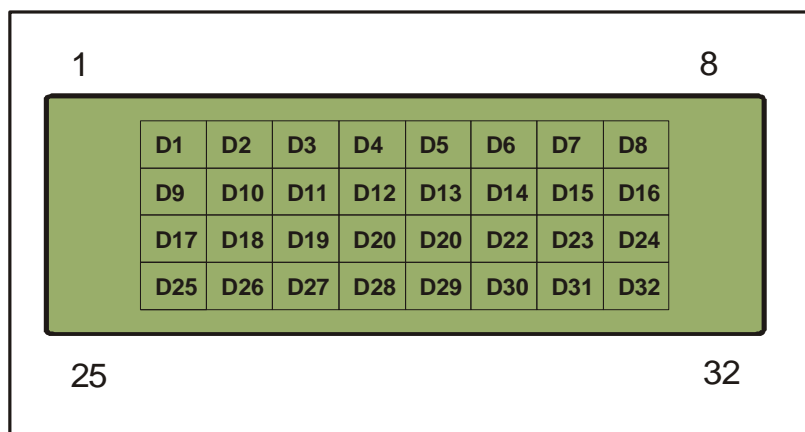 1 8
D1 D2 D3 D4 D5 D6 D7 D8
D9 D10 D11 D12 D13 D14 D15 D16
D17 D18 D19 D20 D20 D22 D23 D24
D25 D26 D27 D28 D29 D30 D31 D32
25 32